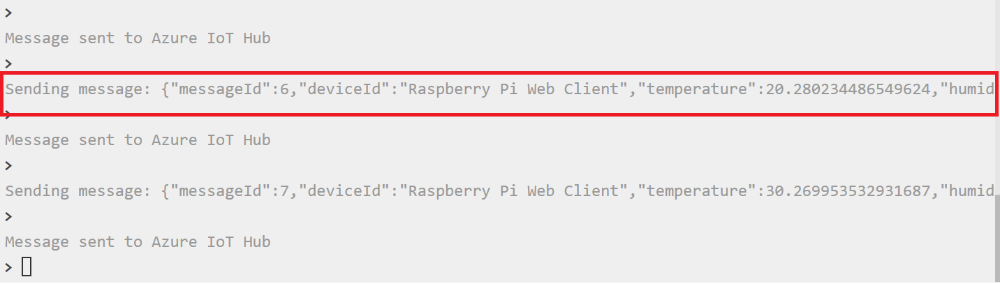 >
Message sent to Azure IoT Hub
>
Sending message: {"messageId":6,"deviceId":"Raspberry Pi Web Client","temperature":20.280234486549624,"humid
>
Message sent to Azure IoT Hub
>
Sending message: {"messageId":7,"deviceId":"Raspberry Pi Web Client","temperature":30.269953532931687,"humid
>
Message sent to Azure IoT Hub
>